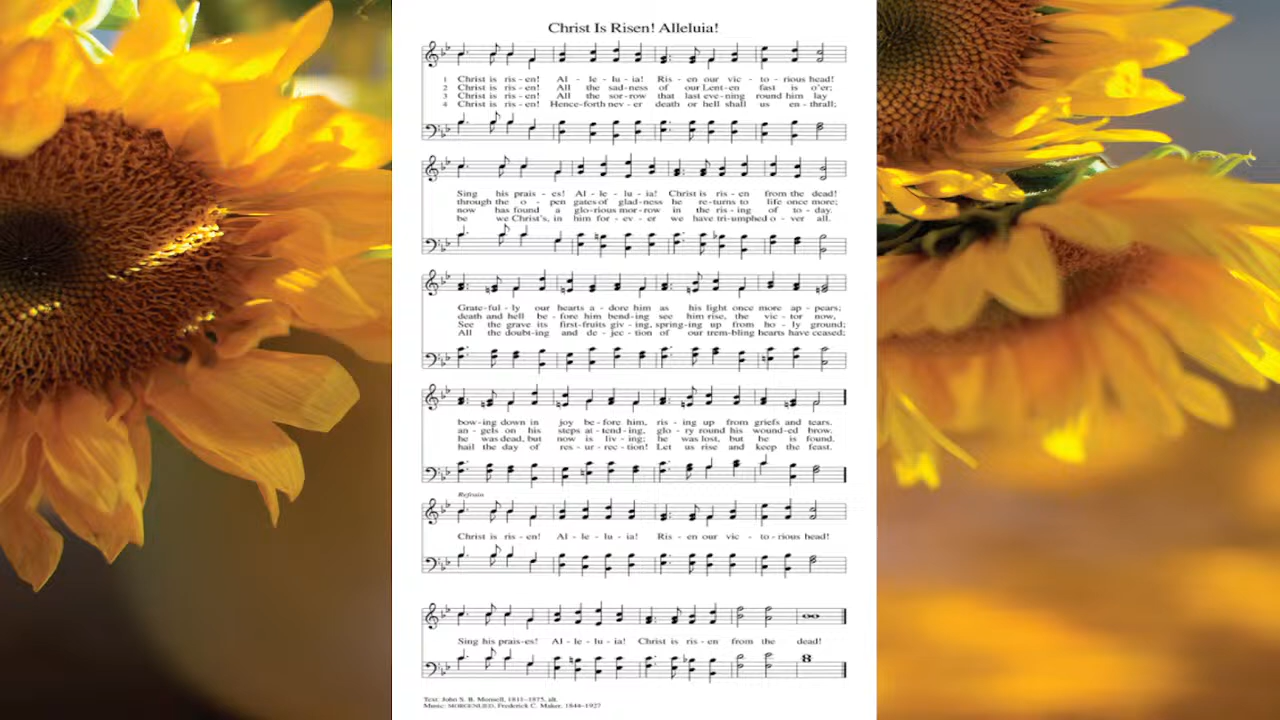 Christ Is Risen! Alleluia!
1 Christ is ris - en! Al - le - lu - ia! Ris - en our vic - to - rious head!
2 Christ is ris - en! All the sad - ness of our Lent - en fast is o'er;
3 Christ is ris - en! All the sor - row that last eve - ning round him lay
4 Christ is ris - en! Hence - forth nev - er death or hell shall us en - thrall;
Sing his prais - es! Al - le - lu - ia! Christ is ris - en from the dead!
through the o - pen gates of glad - ness he re - turns to life once more;
now has found a glo - rious mor - row in the ris - ing of to - day.
be we Christ's, in him for - ev - er we have tri - umphed o - ver all.
Grate - ful - ly our hearts a - dore him as his light once more ap - pears;
death and hell be - fore him bend - ing see him rise, the vic - tor now,
See the grave its first - fruits giv - ing, spring - ing up from ho - ly ground;
All the doubt - ing and de - jec - tion of our trem - bling hearts have ceased;
bow - ing down in joy be - fore him, ris - ing up from griefs and tears.
an - gels on his steps at - tend - ing, glo - ry round his wound - ed brow.
he was dead, but now is liv - ing; he was lost, but he is found.
hail the day of res - ur - rec - tion! Let us rise and keep the feast.
Refrain
Christ is ris - en! Al - le - lu - ia! Ris - en our vic - to - rious head!
Sing his prais - es! Al - le - lu - ia! Christ is ris - en from the dead!
Text: John S. B. Monsell, 1811–1875, alt.
Music: MORGENLIED, Frederick C. Maker, 1844–1927